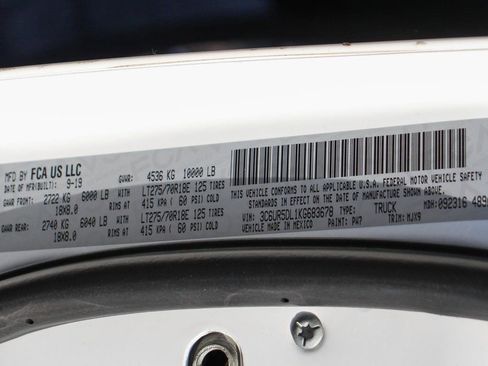 MFD BY FCA US LLC
DATE OF MFR(BUILT): 9-19 GVWR: 4536 KG 10000 LB
GAWR FRONT: 2722 KG 6000 LB WITH LT275/70R18E 125 TIRES
18X8.0 RIMS AT 415 KPA ( 60 PSI) COLD
GAWR REAR: 2740 KG 6040 LB WITH LT275/70R18E 125 TIRES
18X8.0 RIMS AT 415 KPA ( 60 PSI) COLD
THIS VEHICLE CONFORMS TO ALL APPLICABLE U.S.A. FEDERAL MOTOR VEHICLE SAFETY
STANDARDS IN EFFECT ON THE DATE OF MANUFACTURE SHOWN ABOVE.
VIN: 3C6UR5DL1KG683678 TRUCK MDH: 092316 489
VEHICLE MADE IN MEXICO PAINT: PW7 TRIM: MJX9